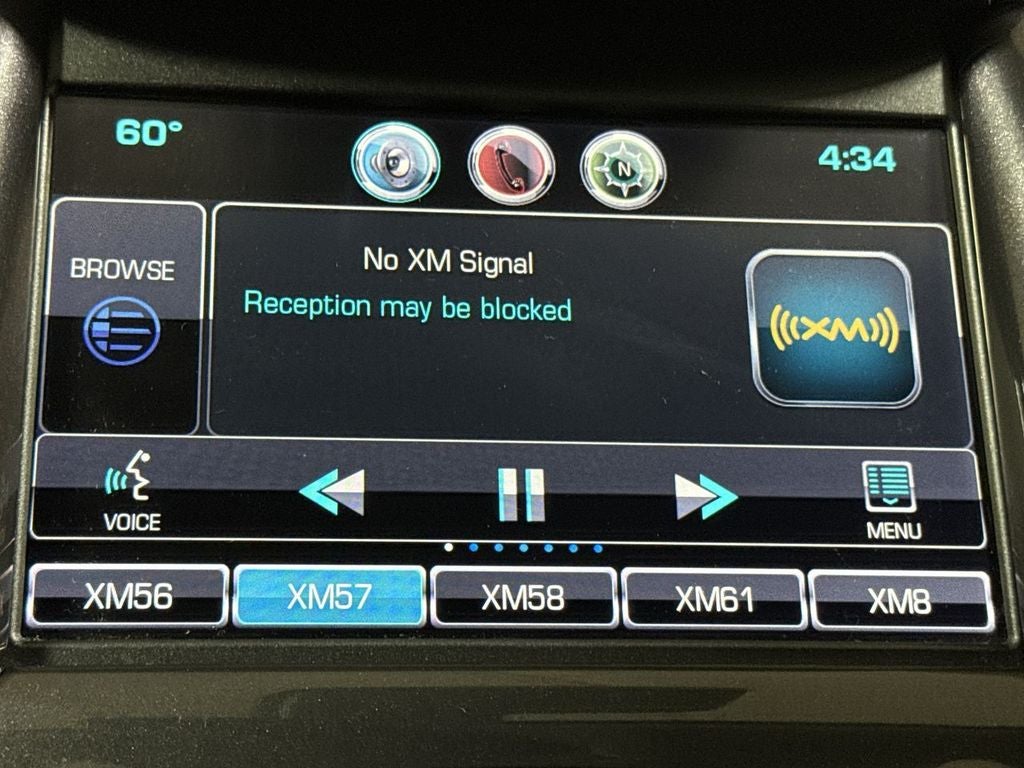 60°
N
4:34
BROWSE
No XM Signal
Reception may be blocked
((XM))
VOICE
MENU
XM56
XM57
XM58
XM61
XM8